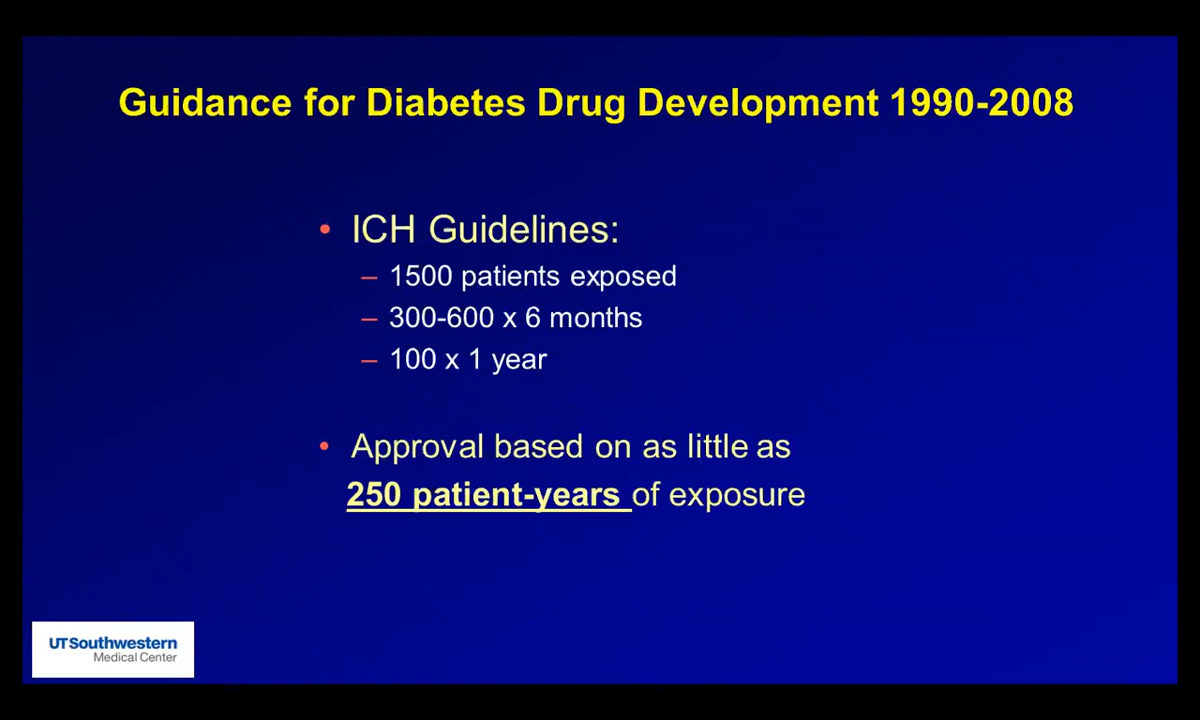 Guidance for Diabetes Drug Development 1990-2008
• ICH Guidelines:
– 1500 patients exposed
– 300-600 x 6 months
– 100 x 1 year
• Approval based on as little as
250 patient-years of exposure
UTSouthwestern
Medical Center